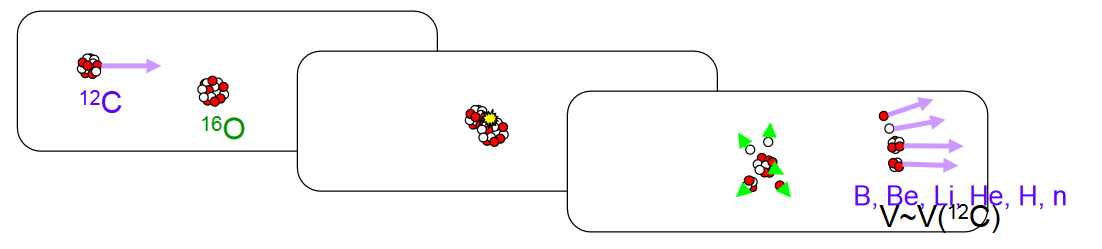 ¹²C
¹⁶O
B, Be, Li, He, H, n
V~V(¹²C)